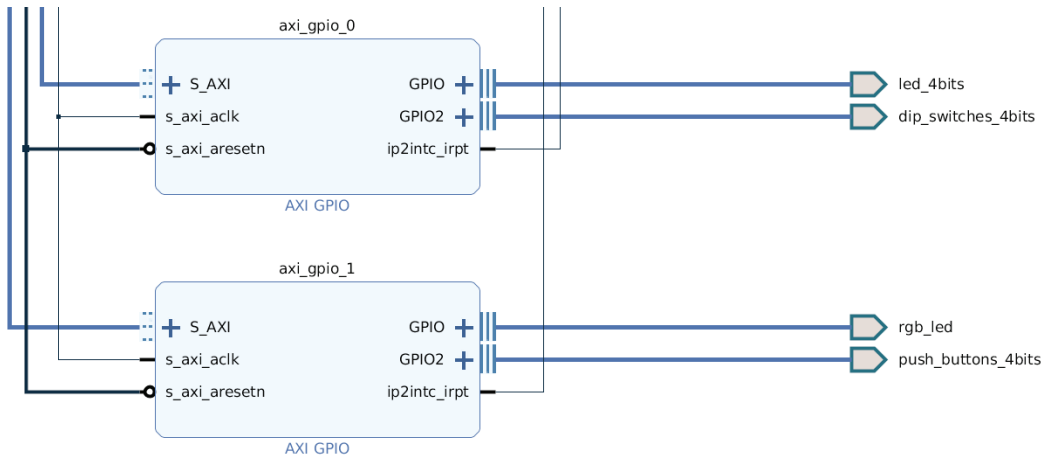 axi_gpio_0
S_AXI
GPIO
led_4bits
s_axi_aclk
GPIO2
dip_switches_4bits
s_axi_aresetn
ip2intc_irpt
AXI GPIO
axi_gpio_1
S_AXI
GPIO
rgb_led
s_axi_aclk
GPIO2
push_buttons_4bits
s_axi_aresetn
ip2intc_irpt
AXI GPIO